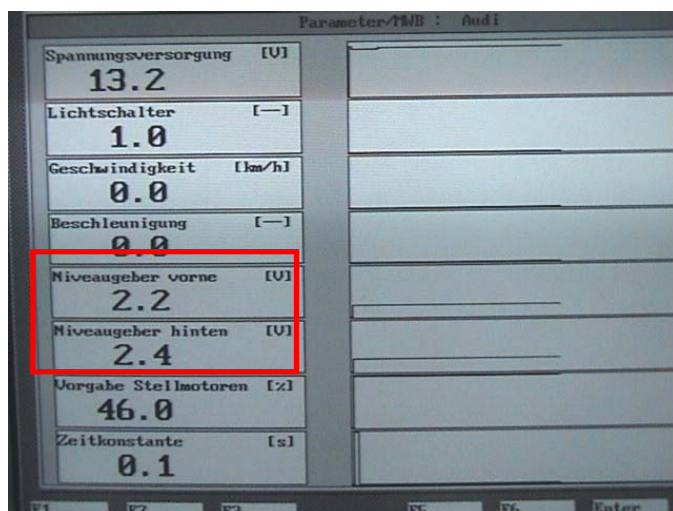 Parameter/MWB : Audi
Spannungsversorgung [V]
13.2
Lichtschalter [—]
1.0
Geschwindigkeit [km/h]
0.0
Beschleunigung [—]
0.0
Niveaugeber vorne [V]
2.2
Niveaugeber hinten [V]
2.4
Vorgabe Stellmotoren [%]
46.0
Zeitkonstante [s]
0.1
F1 F2 F3 F5 F6 Enter